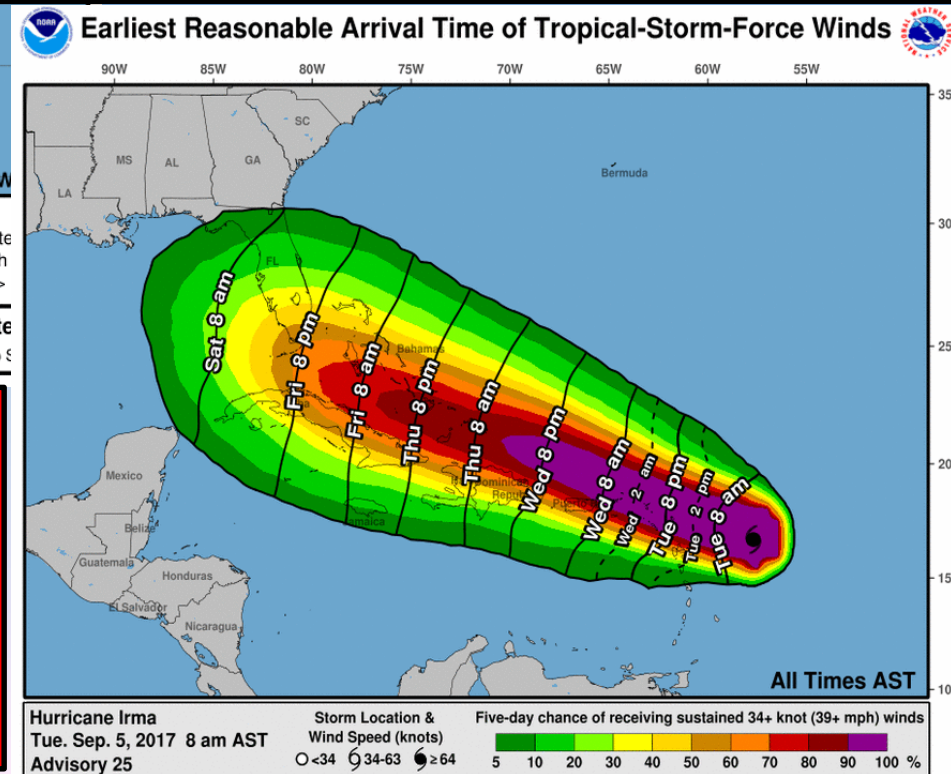 Earliest Reasonable Arrival Time of Tropical-Storm-Force Winds
NOAA
90W 85W 80W 75W 70W 65W 60W 55W
35
SC
MS AL GA
Bermuda
LA
30
FL
Sat 8 am
Fri 8 pm
Fri 8 am
Thu 8 pm
Thu 8 am
Wed 8 pm
Wed 8 am
Wed 2 am
Tue 8 pm
Tue 2 pm
Tue 8 am
25
Bahamas
20
Mexico
Jamaica
Belize
15
Guatemala
Honduras
El Salvador
Nicaragua
10
All Times AST
Hurricane Irma
Tue. Sep. 5, 2017 8 am AST
Advisory 25
Storm Location &
Wind Speed (knots)
<34 34-63 ≥64
Five-day chance of receiving sustained 34+ knot (39+ mph) winds
5 10 20 30 40 50 60 70 80 90 100 %